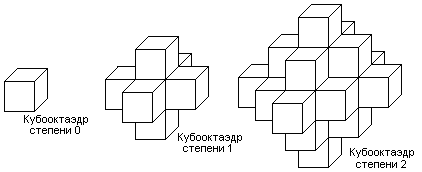 Кубооктаэдр
степени 0
Кубооктаэдр
степени 1
Кубооктаэдр
степени 2